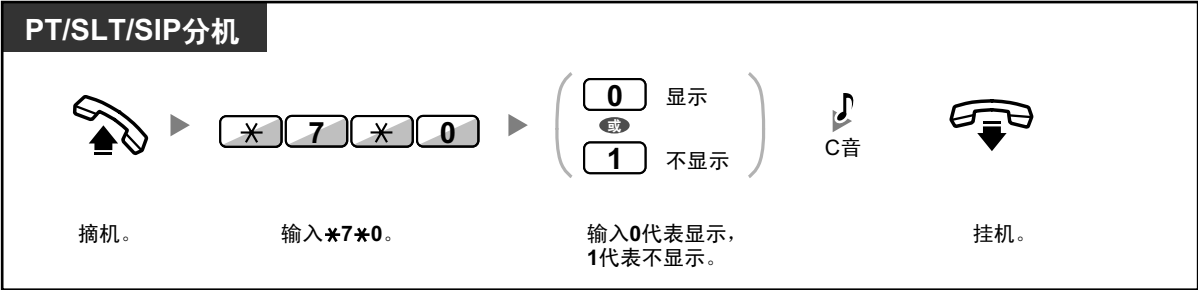 PT/SLT/SIP分机
0 显示
或
1 不显示
* 7 * 0
C音
摘机。
输入*7*0。
输入0代表显示，
1代表不显示。
挂机。